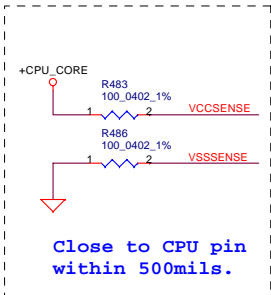 +CPU_CORE
R483
100_0402_1%
1 2 VCCSENSE
R486
100_0402_1%
1 2 VSSSENSE
Close to CPU pin
within 500mils.